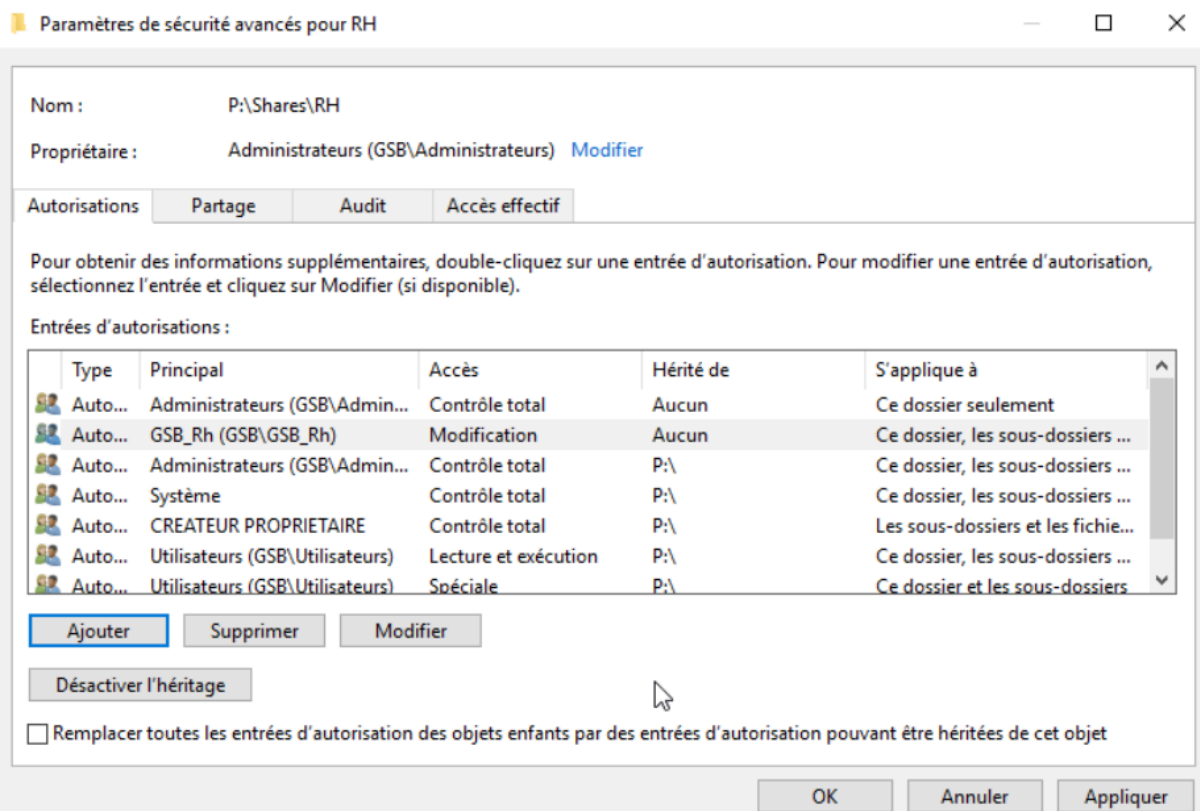 Paramètres de sécurité avancés pour RH
Nom : P:\Shares\RH
Propriétaire : Administrateurs (GSB\Administrateurs) Modifier
Autorisations Partage Audit Accès effectif
Pour obtenir des informations supplémentaires, double-cliquez sur une entrée d'autorisation. Pour modifier une entrée d'autorisation,
sélectionnez l'entrée et cliquez sur Modifier (si disponible).
Entrées d'autorisations :
Type Principal Accès Hérité de S'applique à
Auto... Administrateurs (GSB\Admin... Contrôle total Aucun Ce dossier seulement
Auto... GSB_Rh (GSB\GSB_Rh) Modification Aucun Ce dossier, les sous-dossiers ...
Auto... Administrateurs (GSB\Admin... Contrôle total P:\ Ce dossier, les sous-dossiers ...
Auto... Système Contrôle total P:\ Ce dossier, les sous-dossiers ...
Auto... CREATEUR PROPRIETAIRE Contrôle total P:\ Les sous-dossiers et les fichie...
Auto... Utilisateurs (GSB\Utilisateurs) Lecture et exécution P:\ Ce dossier, les sous-dossiers ...
Auto... Utilisateurs (GSB\Utilisateurs) Spéciale P:\ Ce dossier et les sous-dossiers
Ajouter Supprimer Modifier
Désactiver l'héritage
Remplacer toutes les entrées d'autorisation des objets enfants par des entrées d'autorisation pouvant être héritées de cet objet
OK Annuler Appliquer